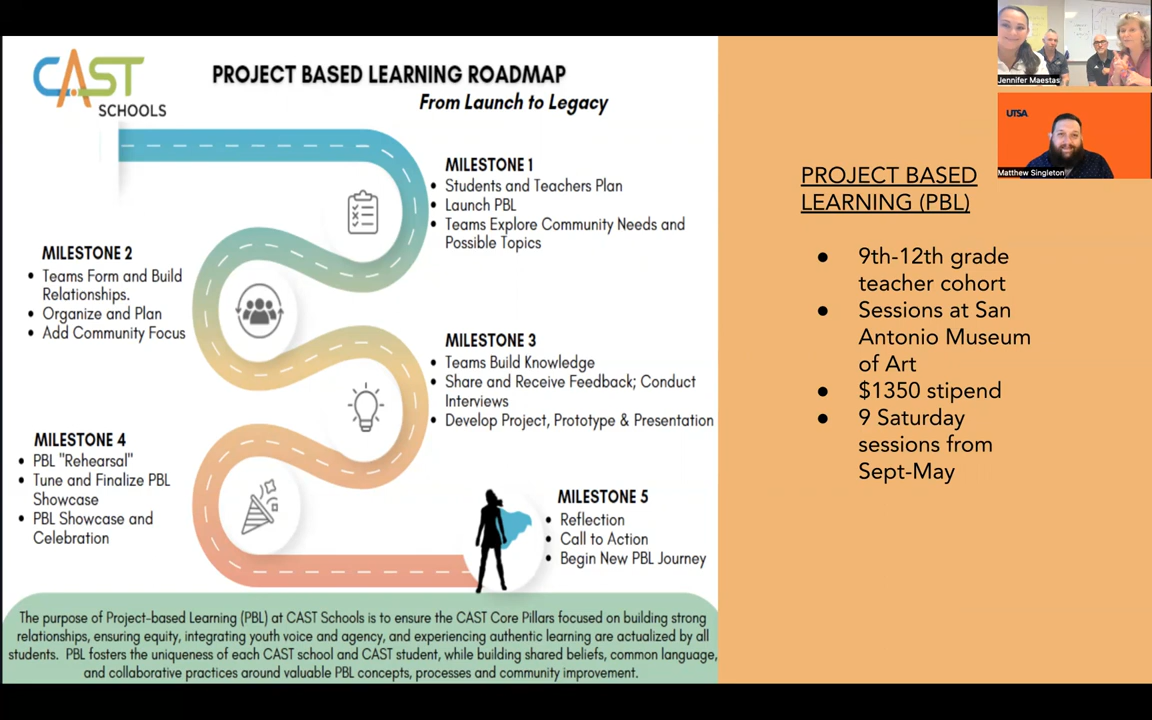 CAST
SCHOOLS
PROJECT BASED LEARNING ROADMAP
From Launch to Legacy
MILESTONE 1
• Students and Teachers Plan
• Launch PBL
• Teams Explore Community Needs and
Possible Topics
MILESTONE 2
• Teams Form and Build
Relationships.
• Organize and Plan
• Add Community Focus
MILESTONE 3
• Teams Build Knowledge
• Share and Receive Feedback; Conduct
Interviews
• Develop Project, Prototype & Presentation
MILESTONE 4
• PBL "Rehearsal"
• Tune and Finalize PBL
Showcase
• PBL Showcase and
Celebration
MILESTONE 5
• Reflection
• Call to Action
• Begin New PBL Journey
The purpose of Project-based Learning (PBL) at CAST Schools is to ensure the CAST Core Pillars focused on building strong
relationships, ensuring equity, integrating youth voice and agency, and experiencing authentic learning are actualized by all
students. PBL fosters the uniqueness of each CAST school and CAST student, while building shared beliefs, common language,
and collaborative practices around valuable PBL concepts, processes and community improvement.
PROJECT BASED
LEARNING (PBL)
● 9th-12th grade
teacher cohort
● Sessions at San
Antonio Museum
of Art
● $1350 stipend
● 9 Saturday
sessions from
Sept-May
Jennifer Maestas
UTSA
Matthew Singleton